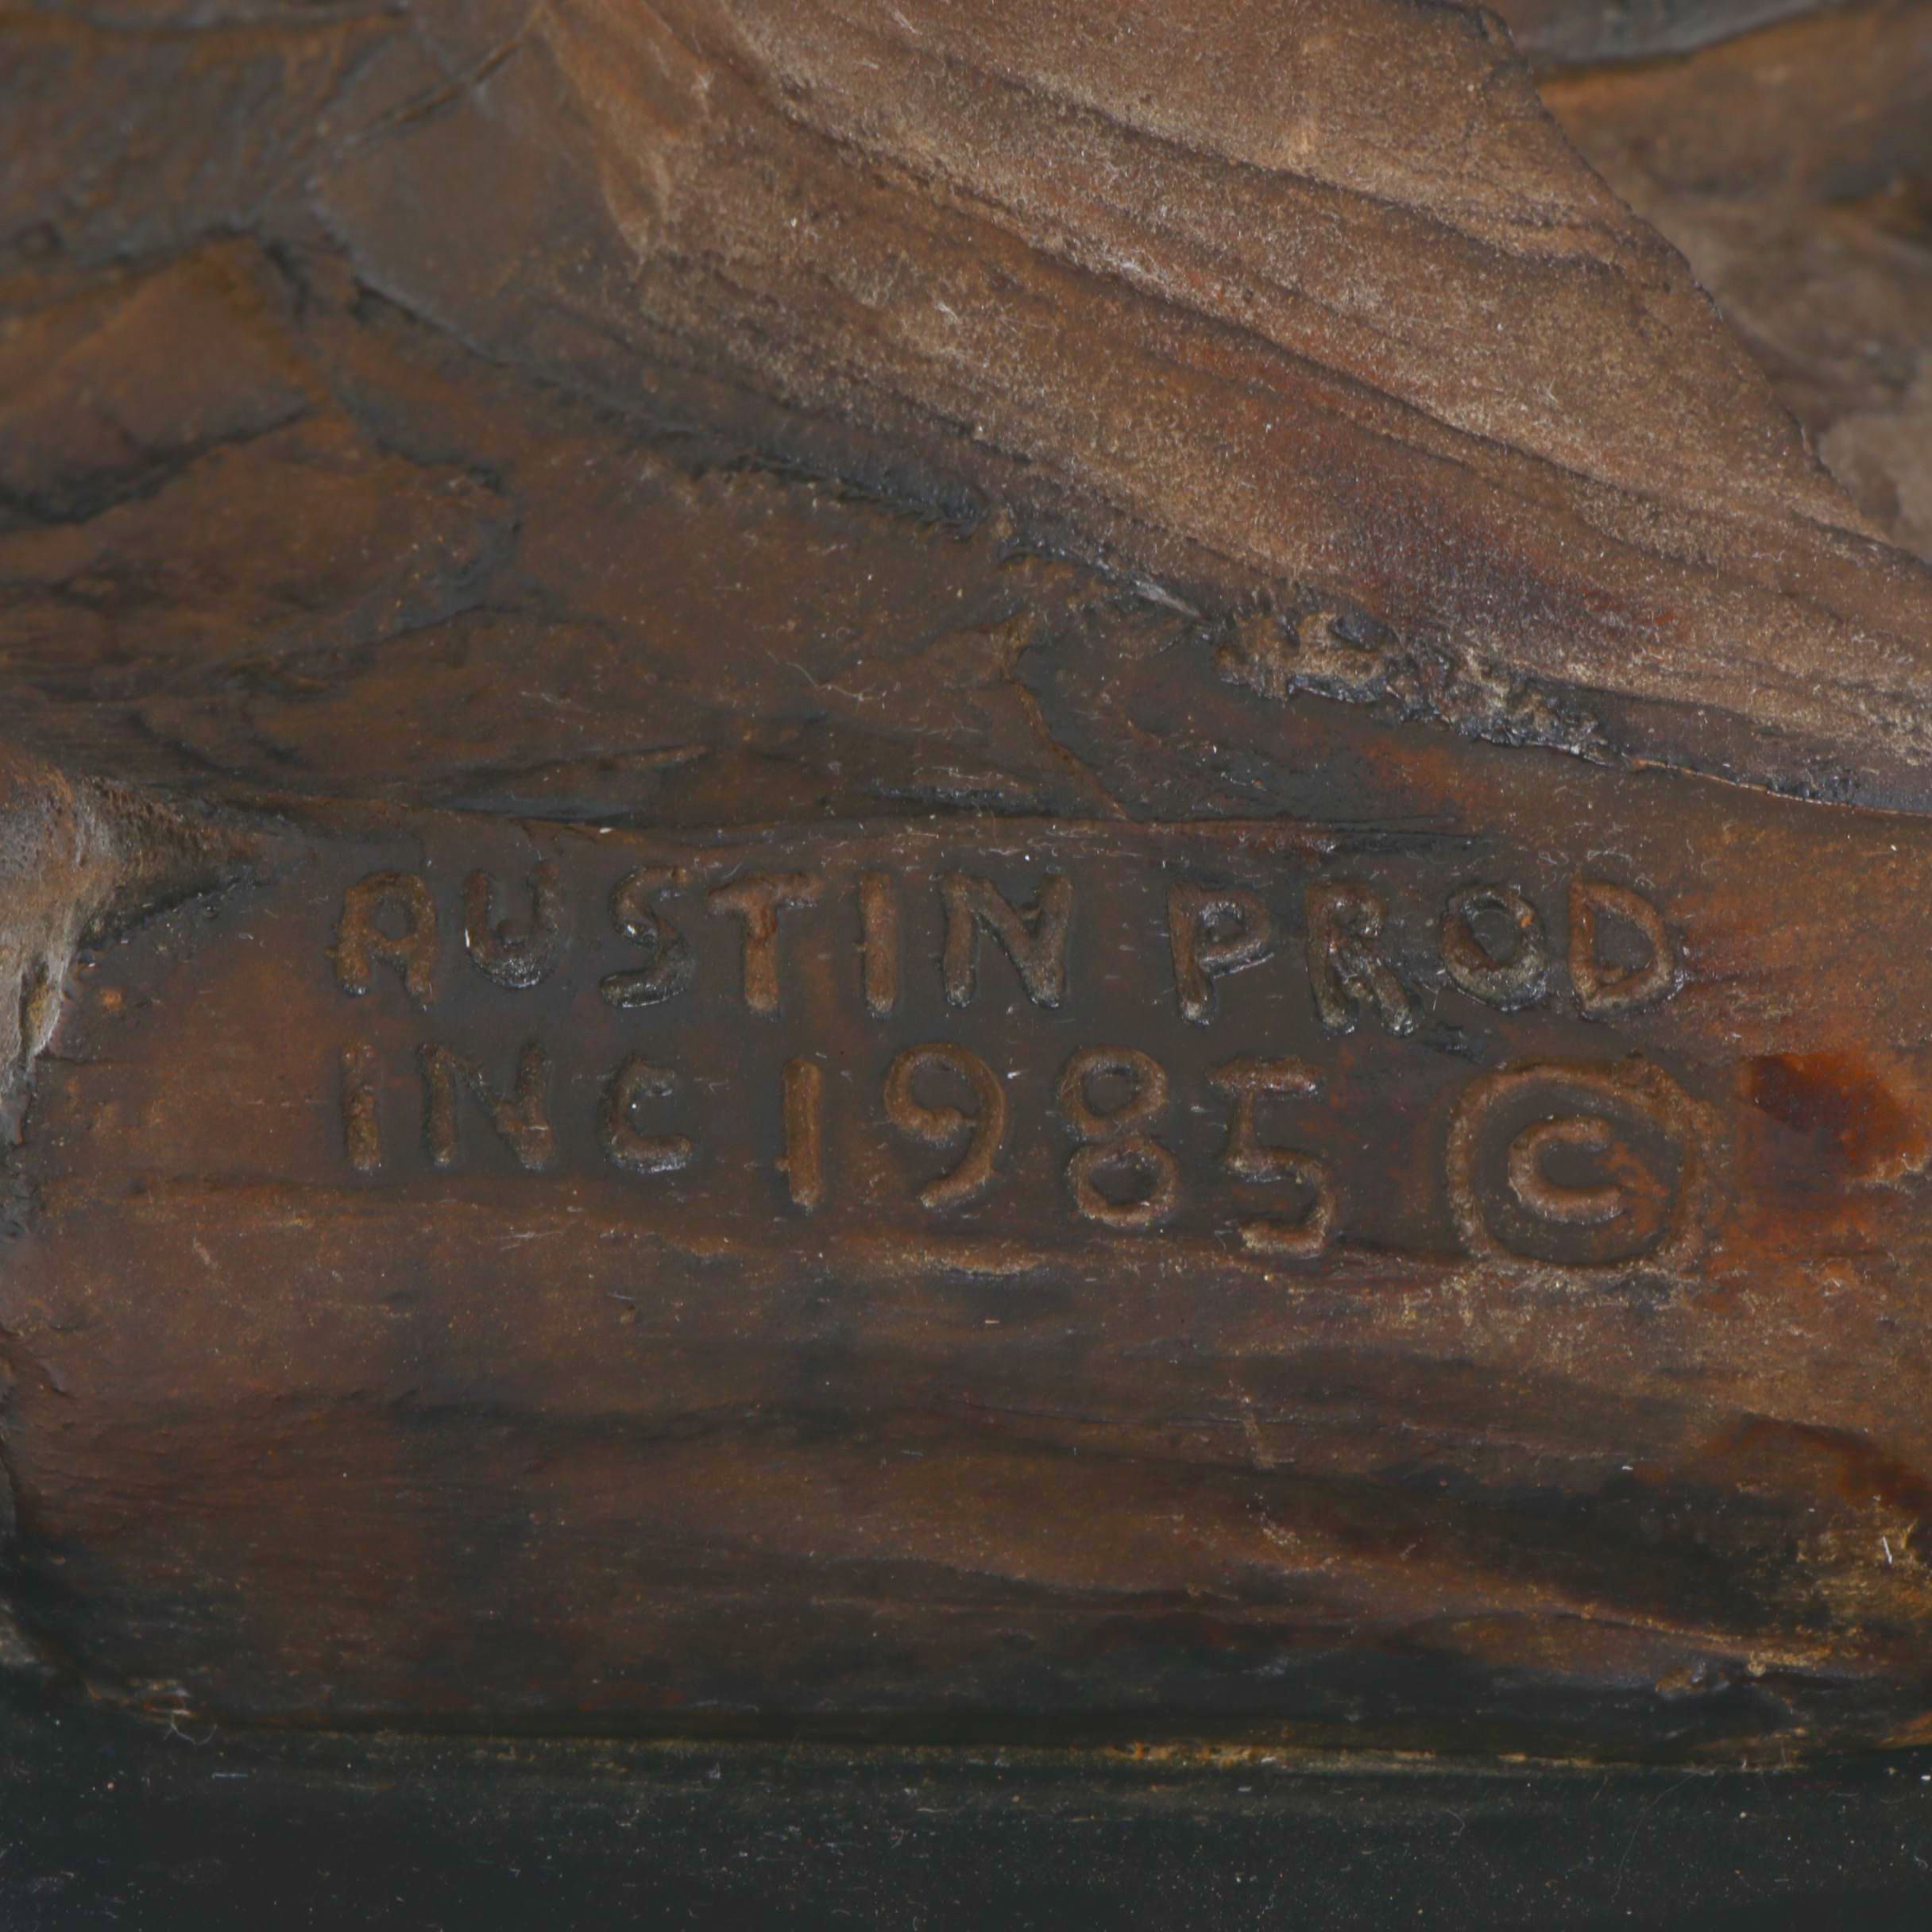 AUSTIN PROD
INC 1985 ©